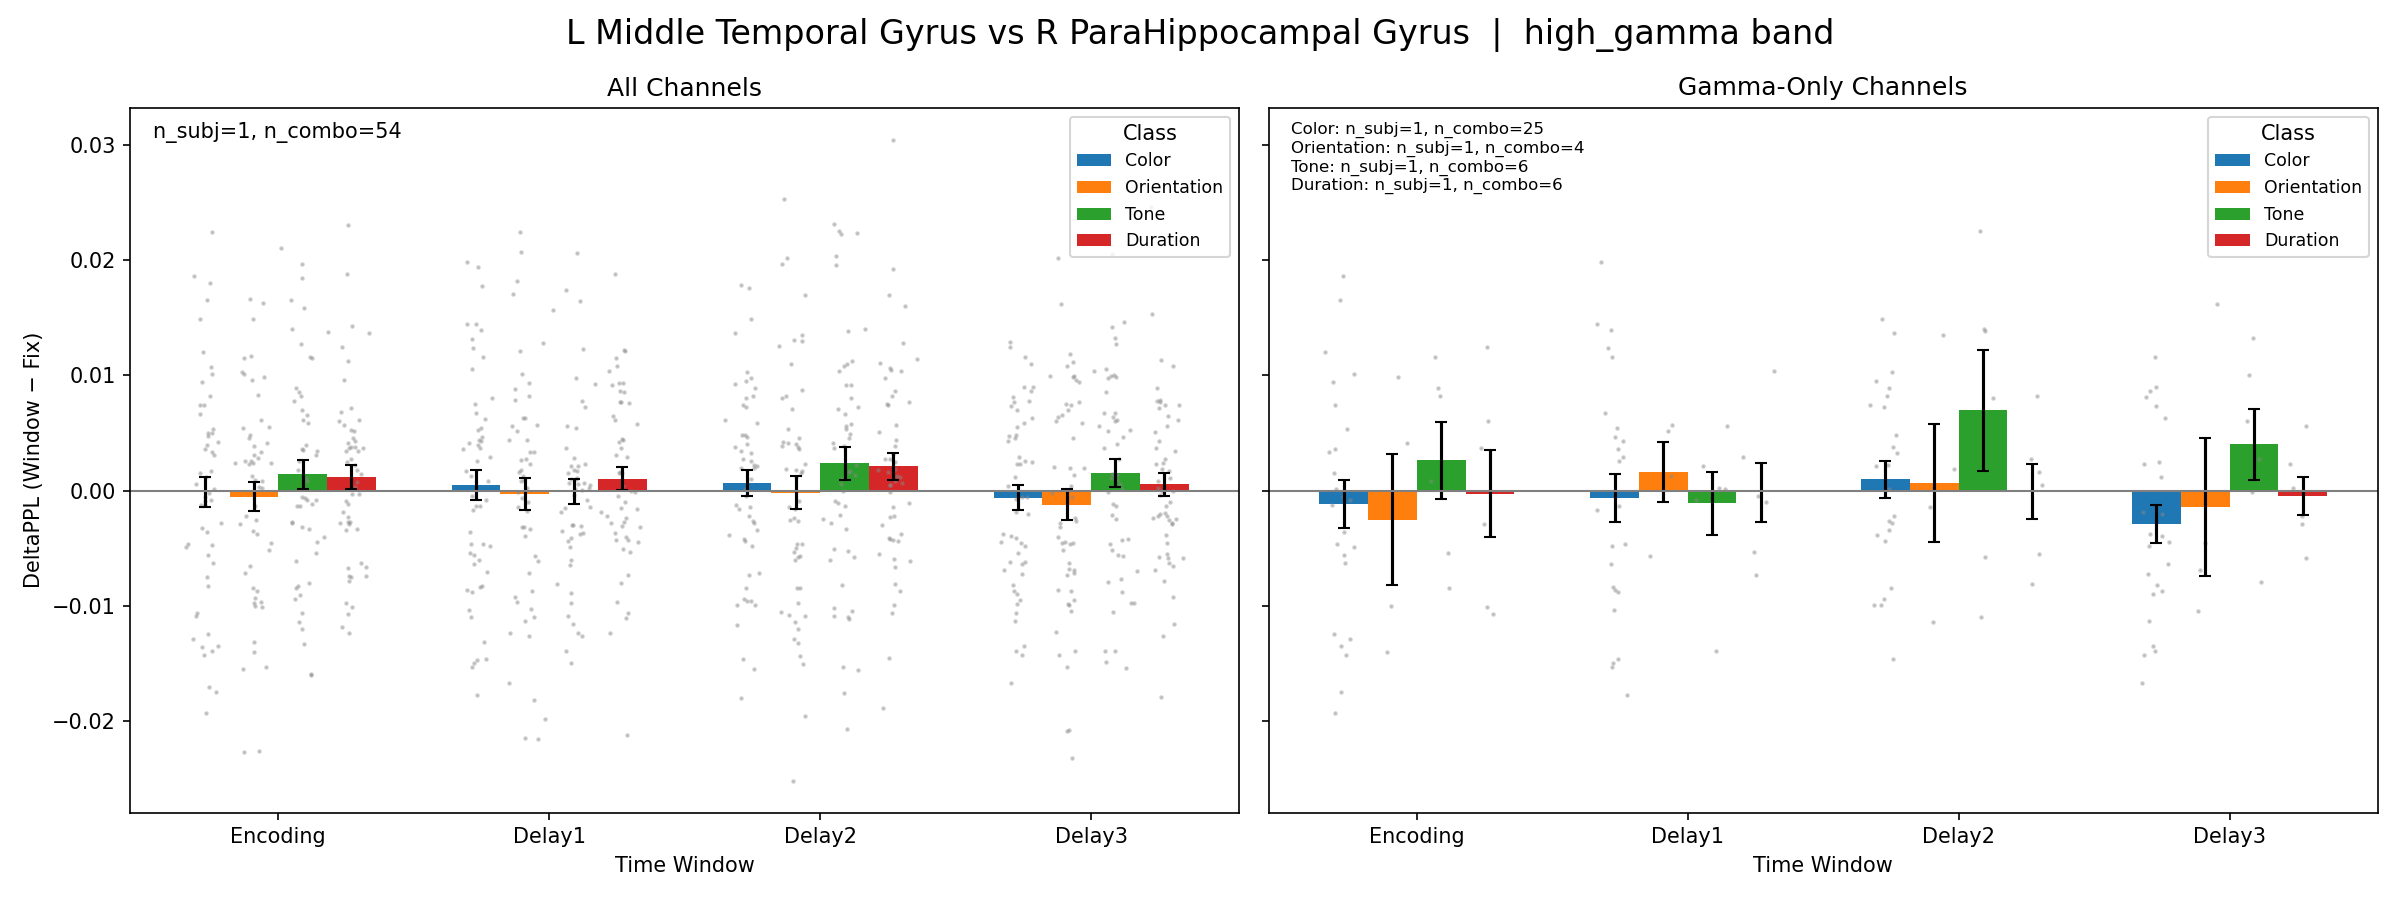 L Middle Temporal Gyrus vs R ParaHippocampal Gyrus | high_gamma band
All Channels
n_subj=1, n_combo=54
Class
Color
Orientation
Tone
Duration
DeltaPPL (Window − Fix)
0.03
0.02
0.01
0.00
−0.01
−0.02
Encoding
Delay1
Delay2
Delay3
Time Window
Gamma-Only Channels
Color: n_subj=1, n_combo=25
Orientation: n_subj=1, n_combo=4
Tone: n_subj=1, n_combo=6
Duration: n_subj=1, n_combo=6
Class
Color
Orientation
Tone
Duration
Encoding
Delay1
Delay2
Delay3
Time Window